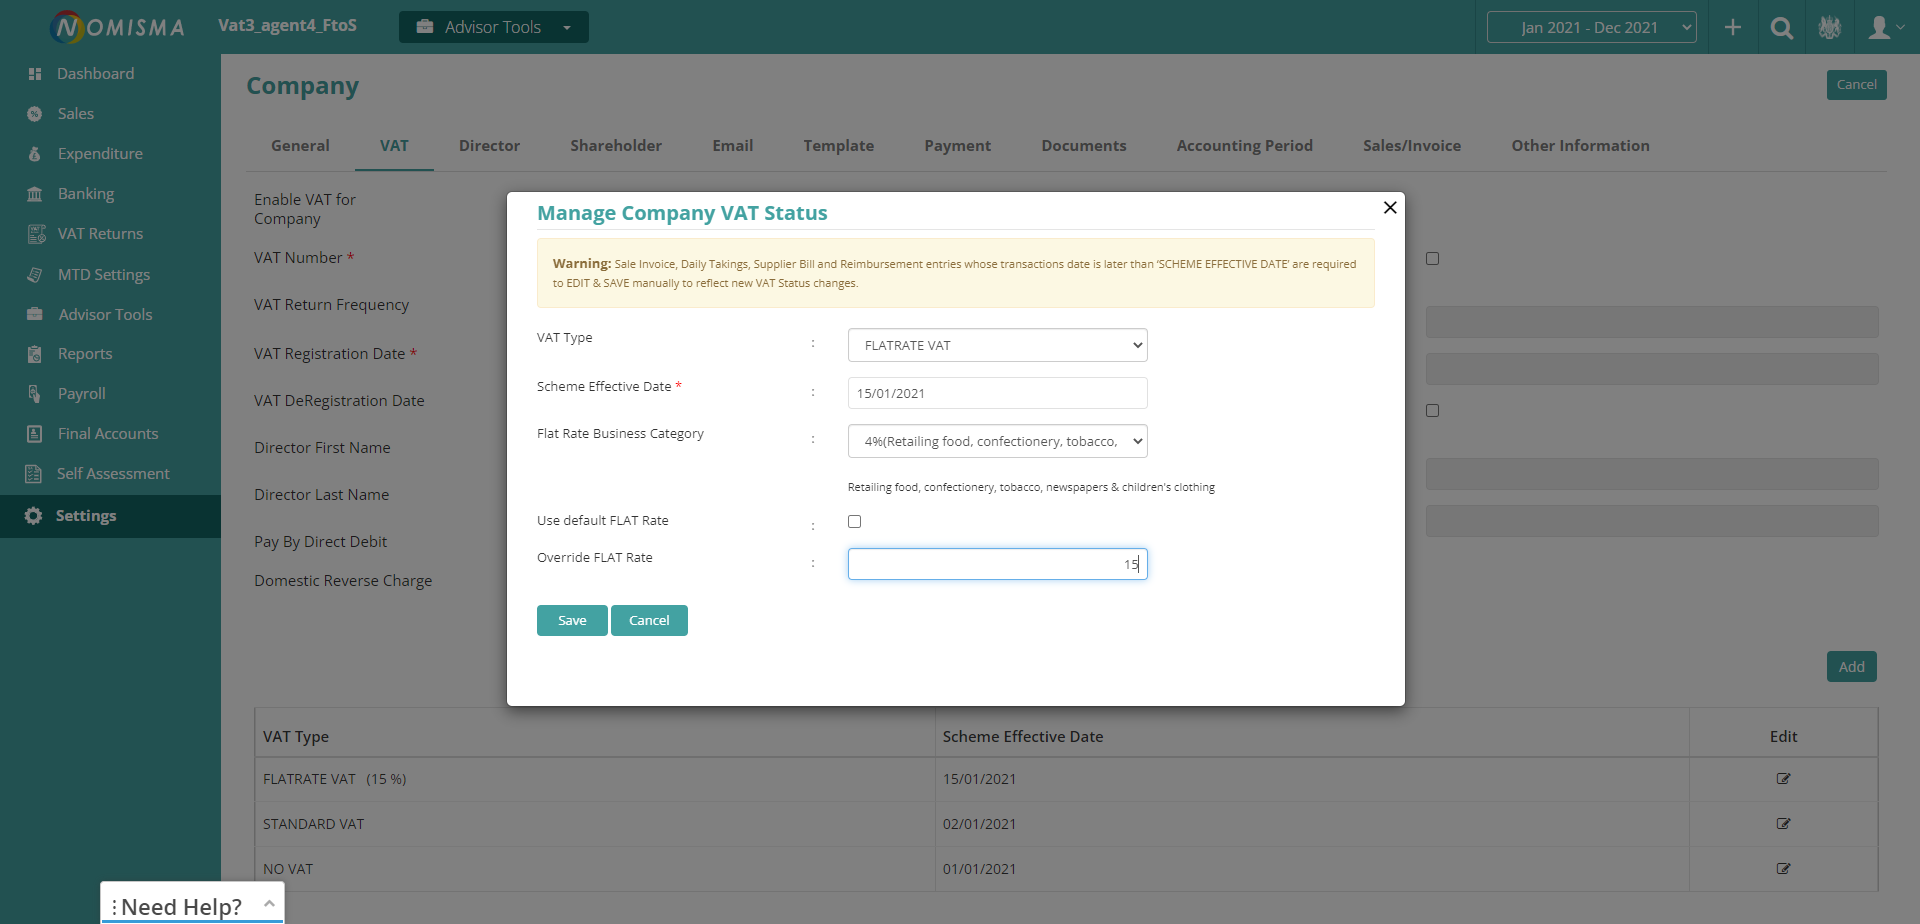 NOMISMA
Vat3_agent4_FtoS
Advisor Tools
Jan 2021 - Dec 2021
Dashboard
Sales
Expenditure
Banking
VAT Returns
MTD Settings
Advisor Tools
Reports
Payroll
Final Accounts
Self Assessment
Settings
Company
Cancel
General VAT Director Shareholder Email Template Payment Documents Accounting Period Sales/Invoice Other Information
Enable VAT for
Company
VAT Number *
VAT Return Frequency
VAT Registration Date *
VAT DeRegistration Date
Director First Name
Director Last Name
Pay By Direct Debit
Domestic Reverse Charge
Manage Company VAT Status
Warning: Sale Invoice, Daily Takings, Supplier Bill and Reimbursement entries whose transactions date is later than ‘SCHEME EFFECTIVE DATE’ are required
to EDIT & SAVE manually to reflect new VAT Status changes.
VAT Type : FLATRATE VAT
Scheme Effective Date * : 15/01/2021
Flat Rate Business Category : 4%(Retailing food, confectionery, tobacco,
Retailing food, confectionery, tobacco, newspapers & children's clothing
Use default FLAT Rate :
Override FLAT Rate : 15
Save Cancel
Add
VAT Type Scheme Effective Date Edit
FLATRATE VAT (15 %) 15/01/2021
STANDARD VAT 02/01/2021
NO VAT 01/01/2021
Need Help?